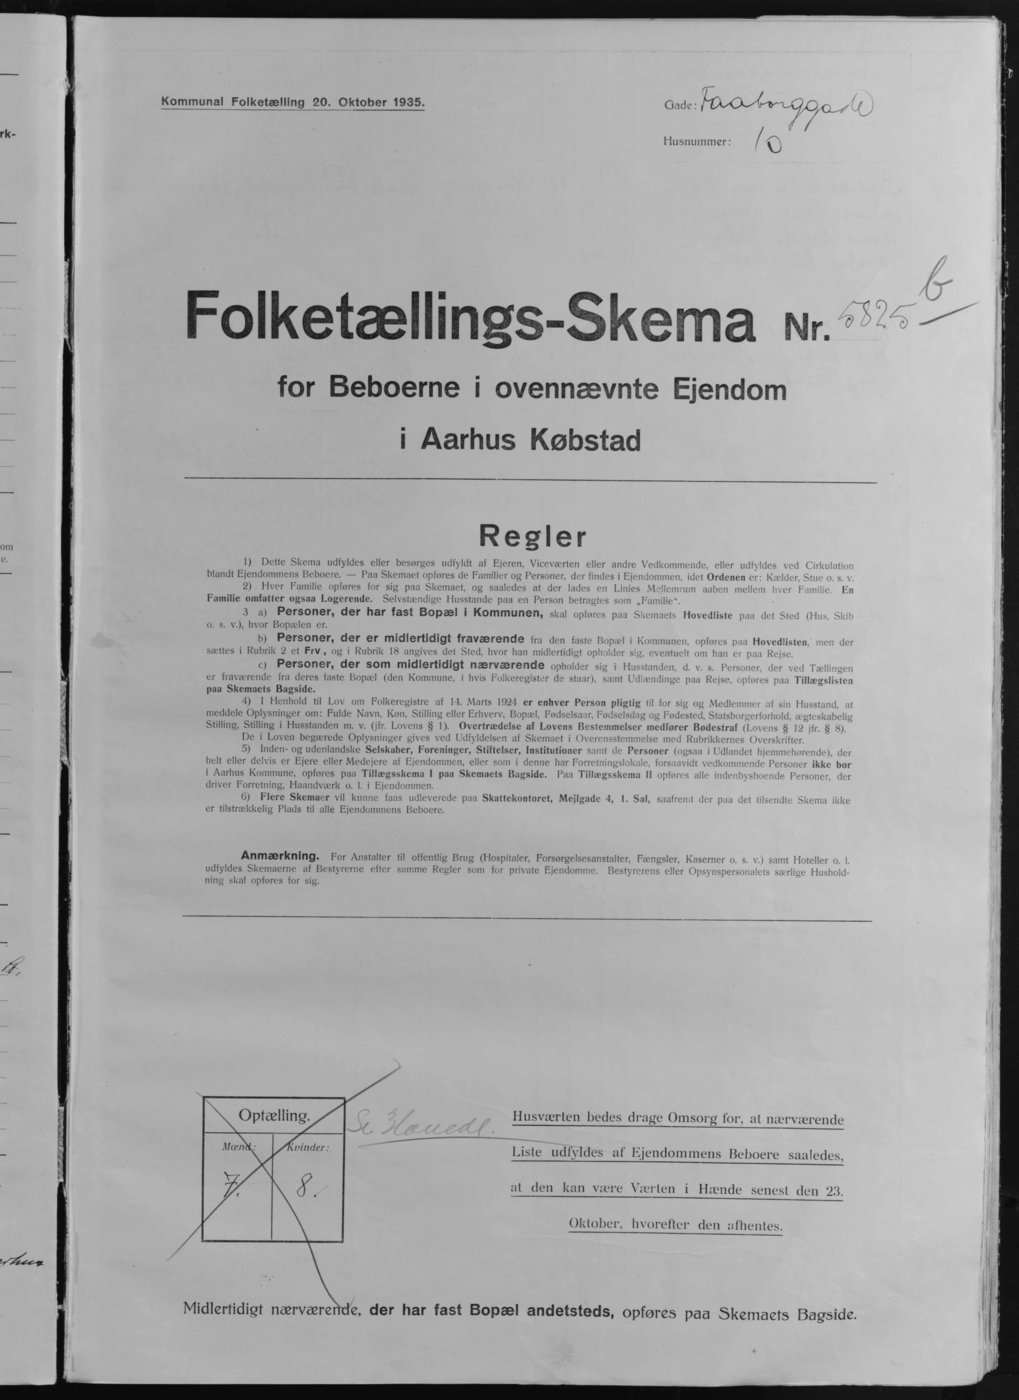 Kommunal Folketælling 20. Oktober 1935.
Gade: Faaborggade
Husnummer: 10
Folketællings-Skema Nr. 5825 b
for Beboerne i ovennævnte Ejendom
i Aarhus Købstad
Regler
1) Dette Skema udfyldes eller besørges udfyldt af Ejeren, Viceværten eller andre Vedkommende, eller udfyldes ved Cirkulation
blandt Ejendommens Beboere. — Paa Skemaet opføres de Familier og Personer, der findes i Ejendommen, idet Ordenen er: Kælder, Stue o. s. v.
2) Hver Familie opføres for sig paa Skemaet, og saaledes at der lades en Linies Mellemrum aaben mellem hver Familie. En
Familie omfatter ogsaa Logerende. Selvstændige Husstande paa en Person betragtes som „Familie".
3 a) Personer, der har fast Bopæl i Kommunen, skal opføres paa Skemaets Hovedliste paa det Sted (Hus, Skib
o. s. v.), hvor Bopælen er.
b) Personer, der er midlertidigt fraværende fra den faste Bopæl i Kommunen, opføres paa Hovedlisten, men der
sættes i Rubrik 2 et Frv., og i Rubrik 18 angives det Sted, hvor han midlertidigt opholder sig, eventuelt om han er paa Rejse.
c) Personer, der som midlertidigt nærværende opholder sig i Husstanden, d. v. s. Personer, der ved Tællingen
er fraværende fra deres faste Bopæl (den Kommune, i hvis Folkeregister de staar), samt Udlændinge paa Rejse, opføres paa Tillægslisten
paa Skemaets Bagside.
4) I Henhold til Lov om Folkeregistre af 14. Marts 1924 er enhver Person pligtig til for sig og Medlemmer af sin Husstand, at
meddele Oplysninger om: Fulde Navn, Køn, Stilling eller Erhverv, Bopæl, Fødselsaar, Fødselsdag og Fødested, Statsborgerforhold, ægteskabelig
Stilling, Stilling i Husstanden m. v. (jfr. Lovens § 1). Overtrædelse af Lovens Bestemmelser medfører Bødestraf (Lovens § 12 jfr. § 8).
De i Loven begærede Oplysninger gives ved Udfyldelsen af Skemaet i Overensstemmelse med Rubrikkernes Overskrifter.
5) Inden- og udenlandske Selskaber, Foreninger, Stiftelser, Institutioner samt de Personer (ogsaa i Udlandet hjemmehørende), der
helt eller delvis er Ejere eller Medejere af Ejendommen, eller som i denne har Forretningslokale, forsaavidt vedkommende Personer ikke bor
i Aarhus Kommune, opføres paa Tillægsskema I paa Skemaets Bagside. Paa Tillægsskema II opføres alle indenbysboende Personer, der
driver Forretning, Haandværk o. l. i Ejendommen.
6) Flere Skemaer vil kunne faas udleverede paa Skattekontoret, Mejlgade 4, 1. Sal, saafremt der paa det tilsendte Skema ikke
er tilstrækkelig Plads til alle Ejendommens Beboere.
Anmærkning. For Anstalter til offentlig Brug (Hospitaler, Forsørgelsesanstalter, Fængsler, Kaserner o. s. v.) samt Hoteller o. l.
udfyldes Skemaerne af Bestyrerne efter samme Regler som for private Ejendomme. Bestyrerens eller Opsynspersonalets særlige Hushold-
ning skal opføres for sig.
Optælling.
Mænd: Kvinder:
7. 8.
Husværten bedes drage Omsorg for, at nærværende
Liste udfyldes af Ejendommens Beboere saaledes,
at den kan være Værten i Hænde senest den 23.
Oktober, hvorefter den afhentes.
Midlertidigt nærværende, der har fast Bopæl andetsteds, opføres paa Skemaets Bagside.